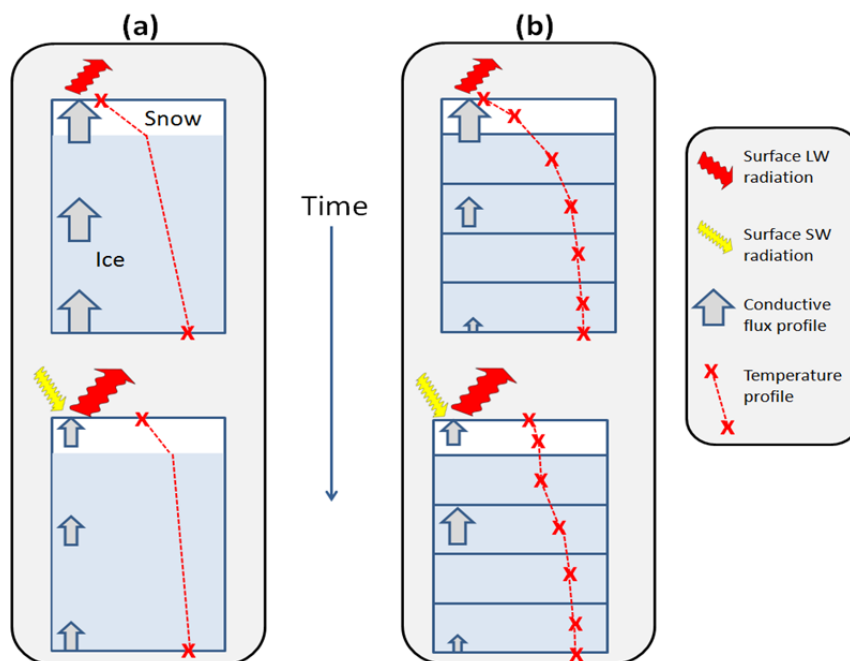 (a)
(b)
Snow
Ice
Time
Surface LW
radiation
Surface SW
radiation
Conductive
flux profile
Temperature
profile